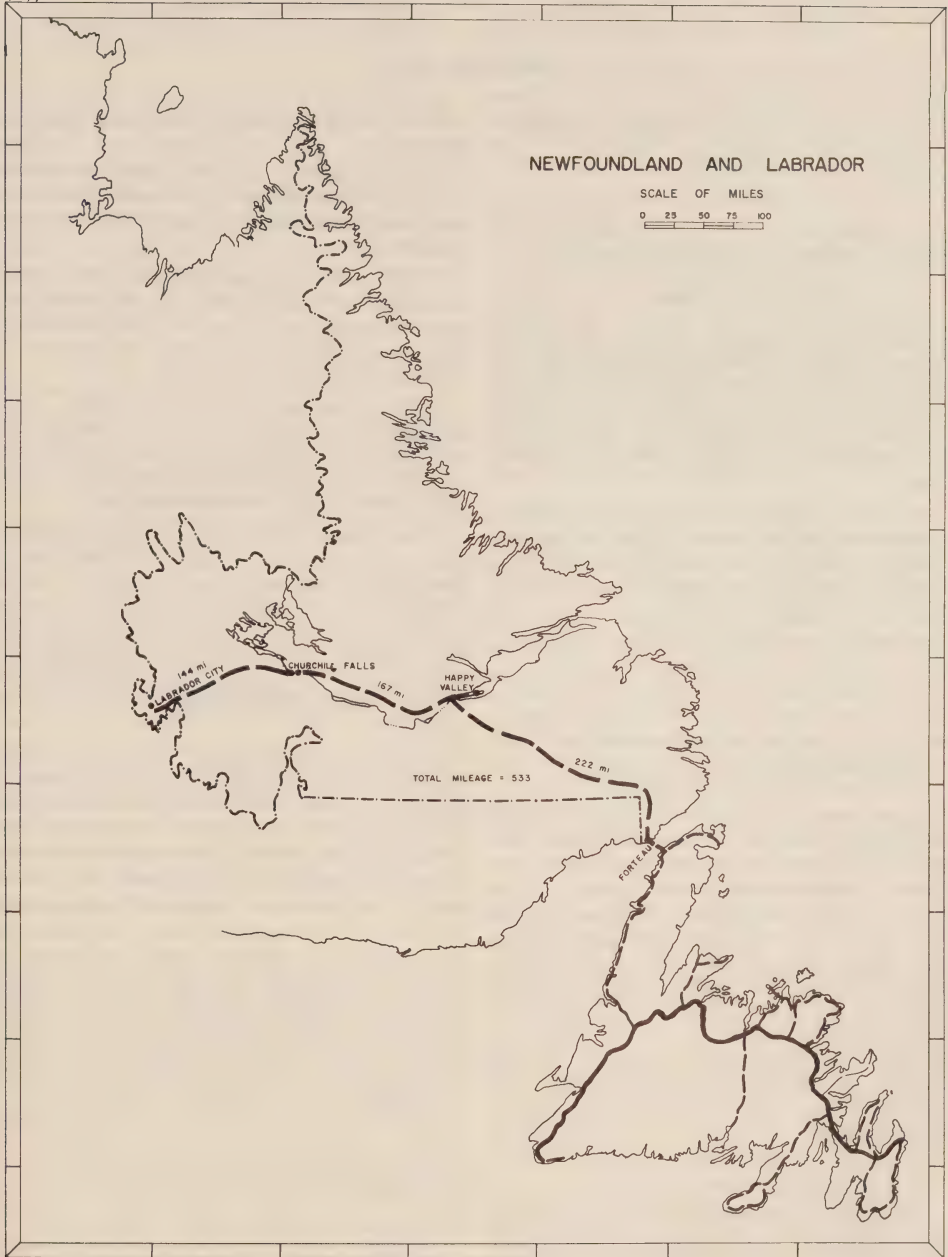 NEWFOUNDLAND AND LABRADOR
SCALE OF MILES
0 25 50 75 100
144 mi
LABRADOR CITY
CHURCHILL FALLS
167 mi
HAPPY
VALLEY
222 mi
TOTAL MILEAGE = 533
FORTEAU